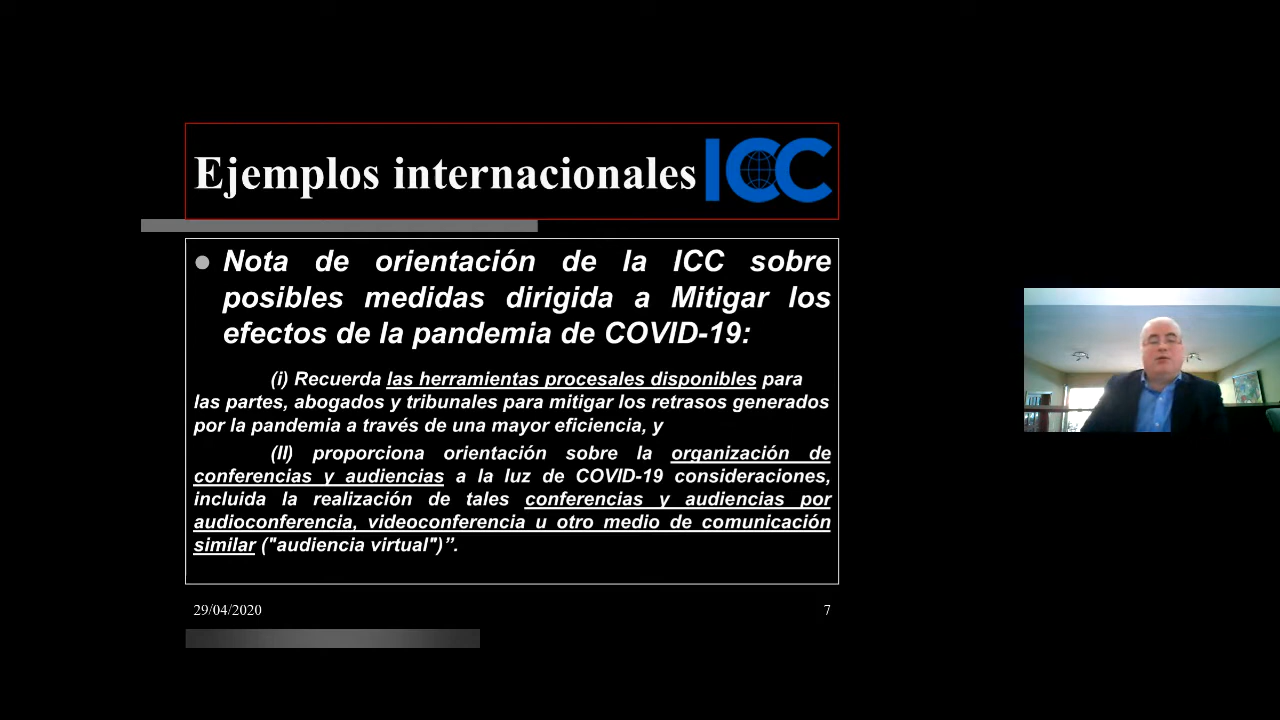 Ejemplos internacionales ICC
Nota de orientación de la ICC sobre
posibles medidas dirigida a Mitigar los
efectos de la pandemia de COVID-19:
(i) Recuerda las herramientas procesales disponibles para
las partes, abogados y tribunales para mitigar los retrasos generados
por la pandemia a través de una mayor eficiencia, y
(II) proporciona orientación sobre la organización de
conferencias y audiencias a la luz de COVID-19 consideraciones,
incluida la realización de tales conferencias y audiencias por
audioconferencia, videoconferencia u otro medio de comunicación
similar ("audiencia virtual")”.
29/04/2020 7